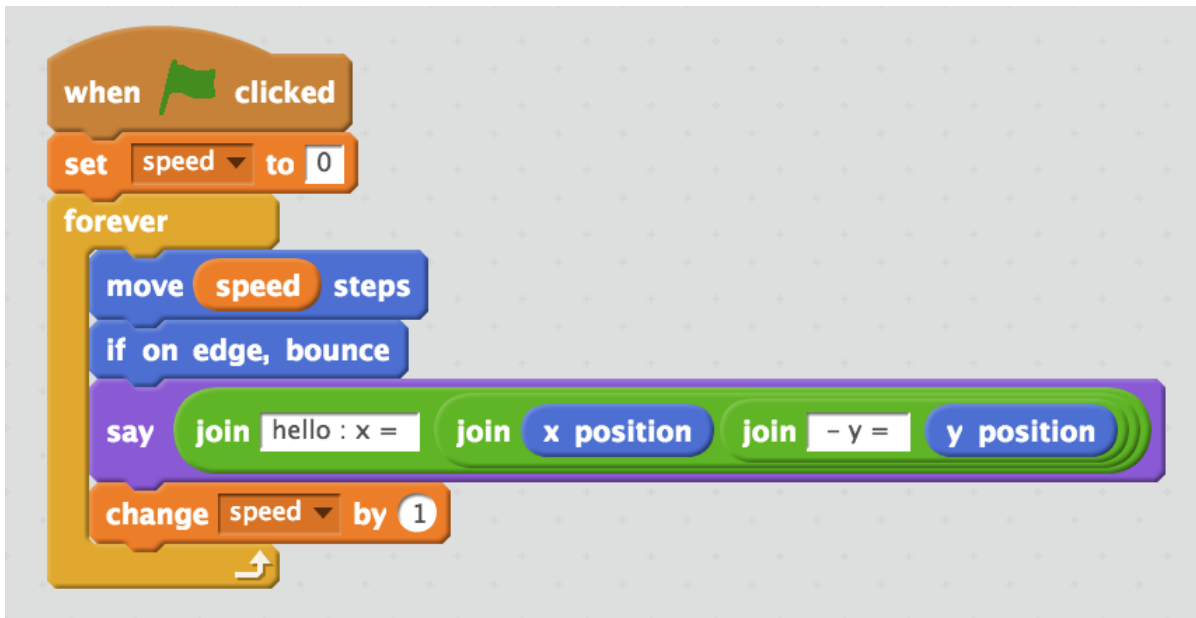 when clicked
set speed to 0
forever
move speed steps
if on edge, bounce
say join hello : x = join x position join - y = y position
change speed by 1